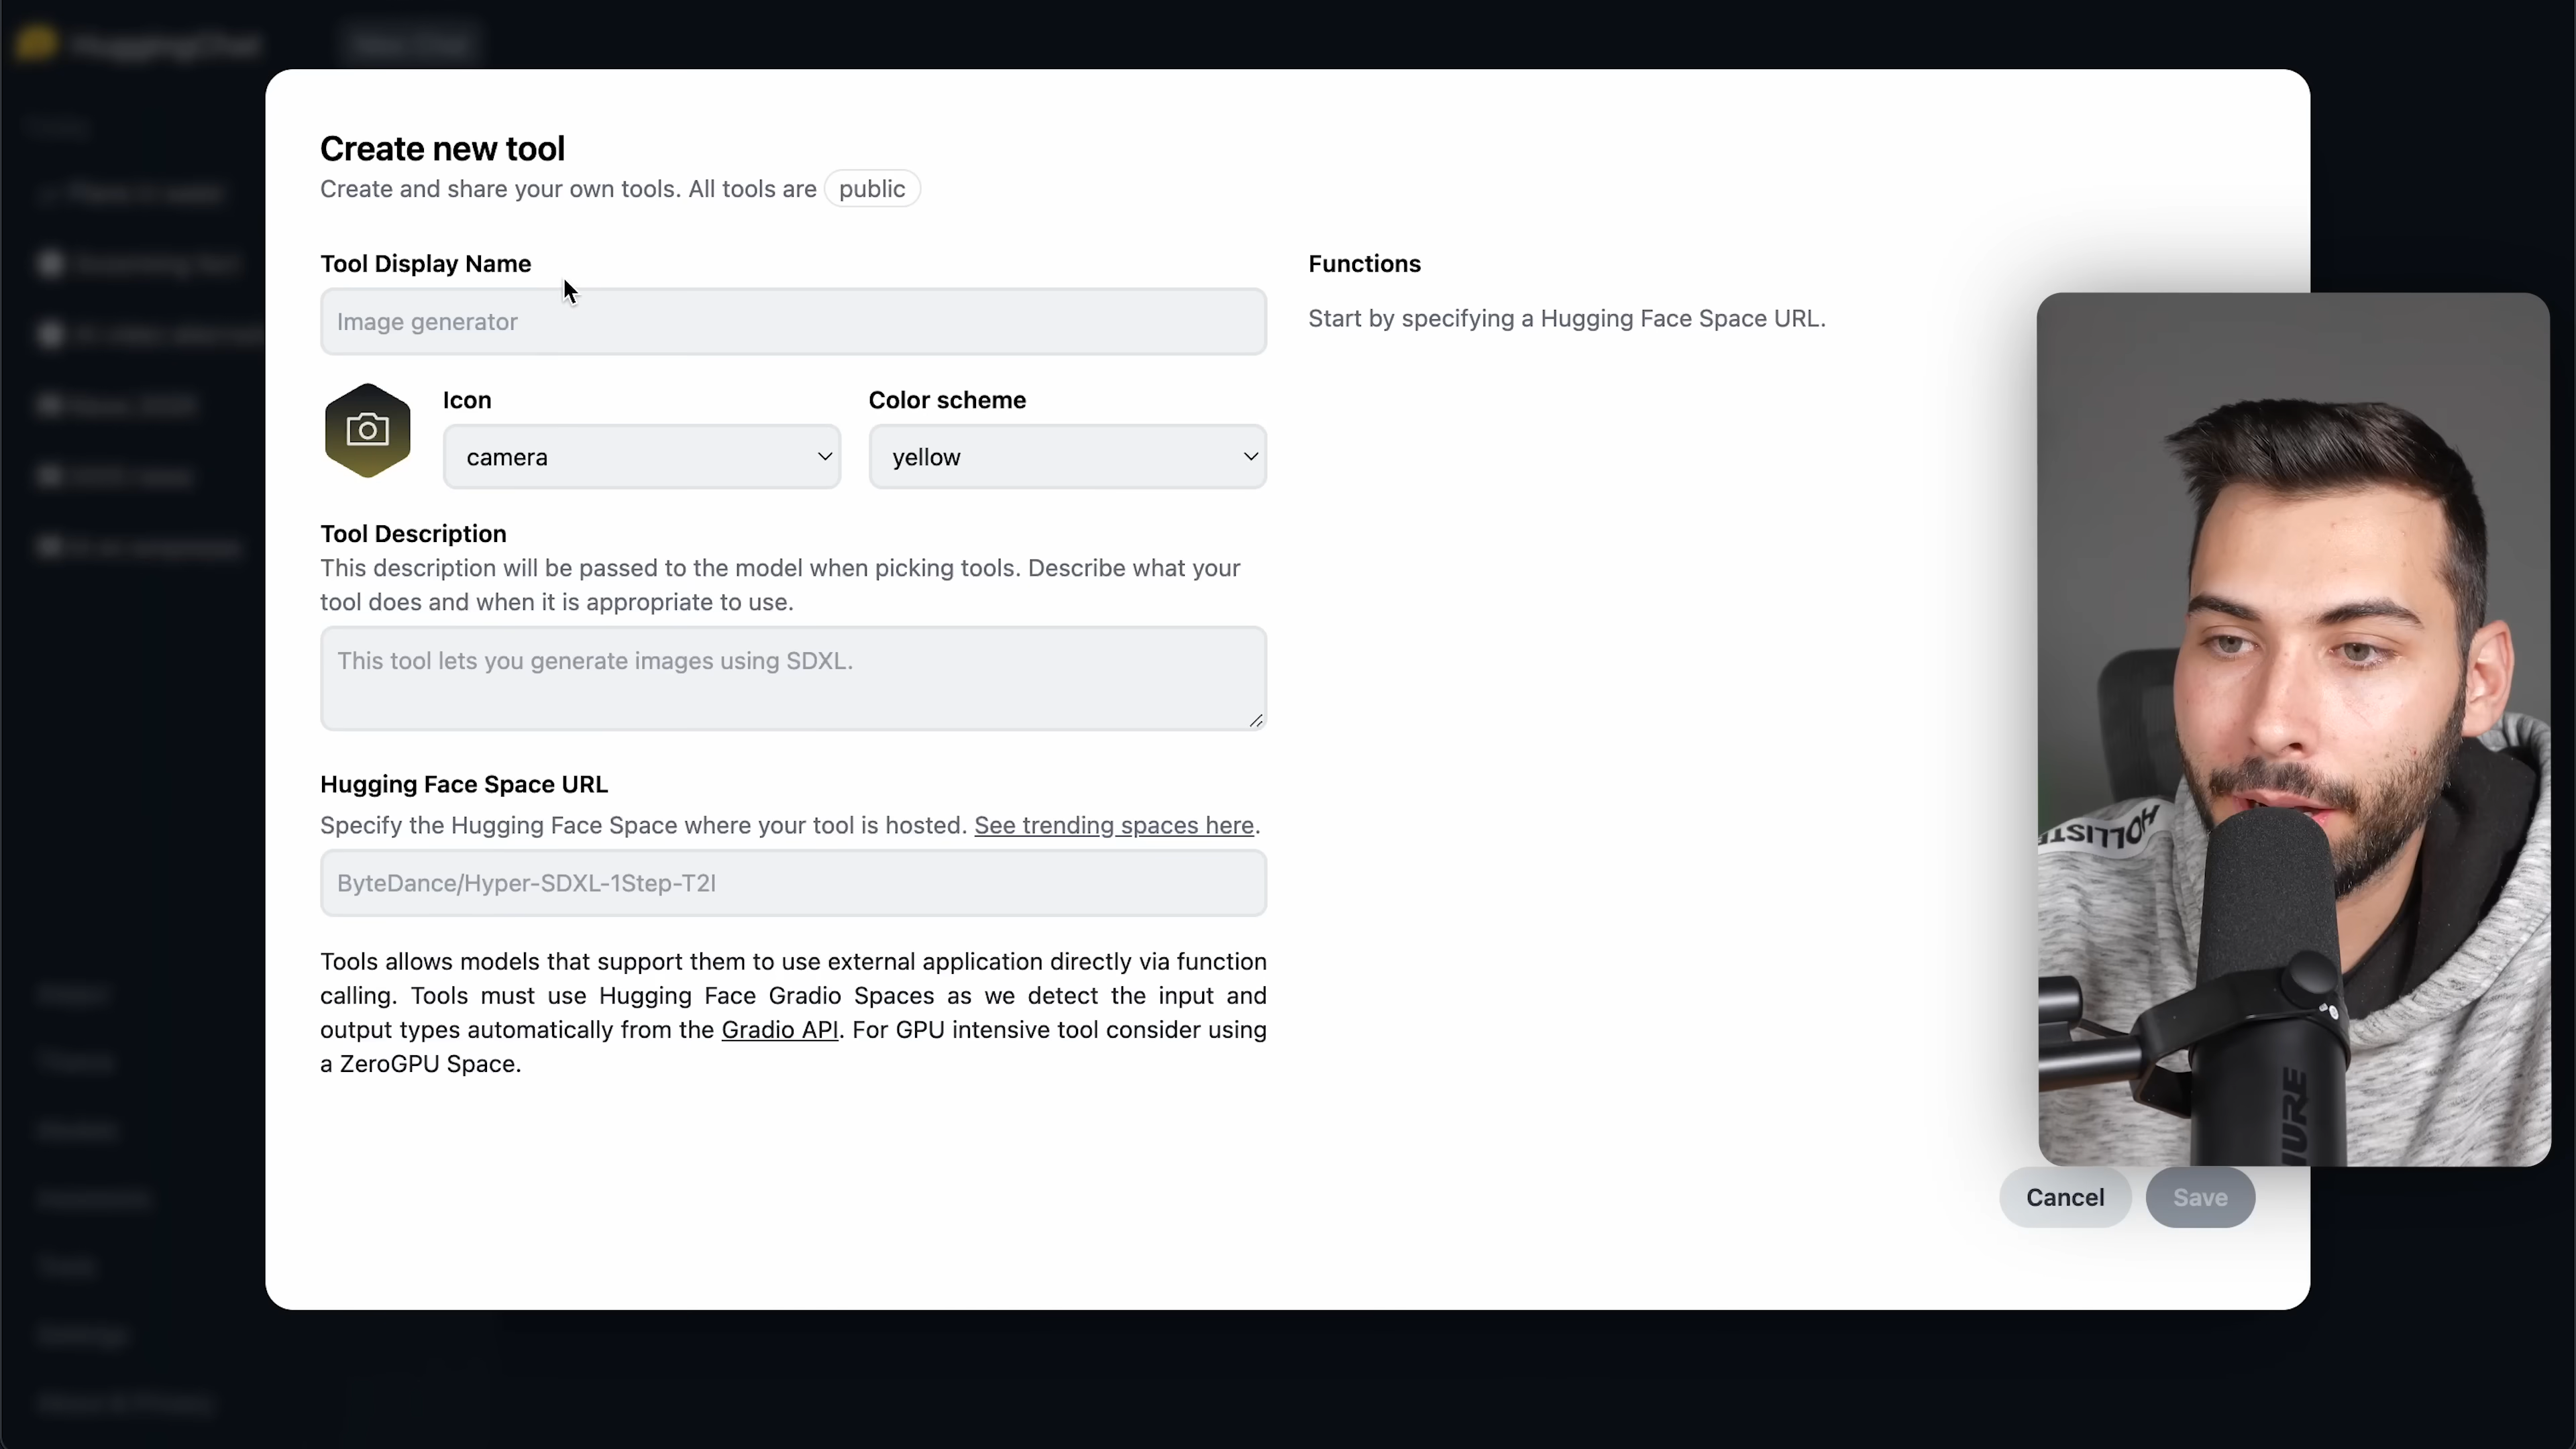 HuggingChat
New Chat
Create new tool
Create and share your own tools. All tools are public
Tool Display Name
Image generator
Icon
Color scheme
camera
yellow
Tool Description
This description will be passed to the model when picking tools. Describe what your
tool does and when it is appropriate to use.
This tool lets you generate images using SDXL.
Hugging Face Space URL
Specify the Hugging Face Space where your tool is hosted. See trending spaces here.
ByteDance/Hyper-SDXL-1Step-T2I
Tools allows models that support them to use external application directly via function
calling. Tools must use Hugging Face Gradio Spaces as we detect the input and
output types automatically from the Gradio API. For GPU intensive tool consider using
a ZeroGPU Space.
Functions
Start by specifying a Hugging Face Space URL.
HOLLISTE
URE
Cancel
Save